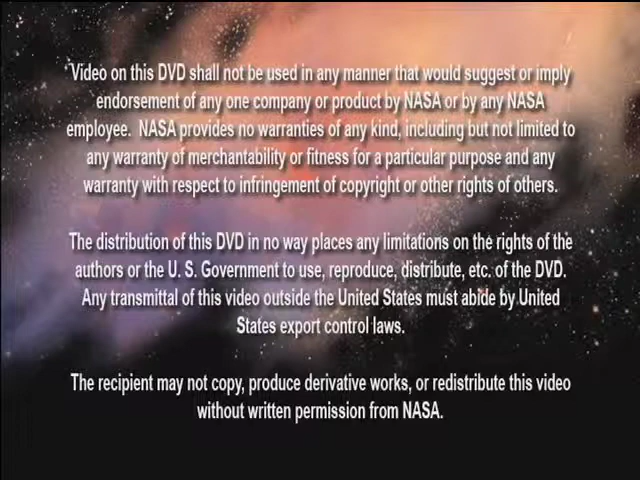 Video on this DVD shall not be used in any manner that would suggest or imply
endorsement of any one company or product by NASA or by any NASA
employee. NASA provides no warranties of any kind, including but not limited to
any warranty of merchantability or fitness for a particular purpose and any
warranty with respect to infringement of copyright or other rights of others.
The distribution of this DVD in no way places any limitations on the rights of the
authors or the U. S. Government to use, reproduce, distribute, etc. of the DVD.
Any transmittal of this video outside the United States must abide by United
States export control laws.
The recipient may not copy, produce derivative works, or redistribute this video
without written permission from NASA.